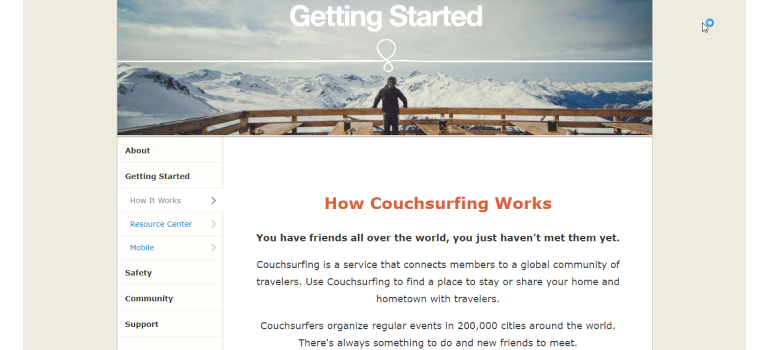 Getting Started
About
Getting Started
How It Works
Resource Center
Mobile
Safety
Community
Support
How Couchsurfing Works
You have friends all over the world, you just haven't met them yet.
Couchsurfing is a service that connects members to a global community of
travelers. Use Couchsurfing to find a place to stay or share your home and
hometown with travelers.
Couchsurfers organize regular events in 200,000 cities around the world.
There's always something to do and new friends to meet.